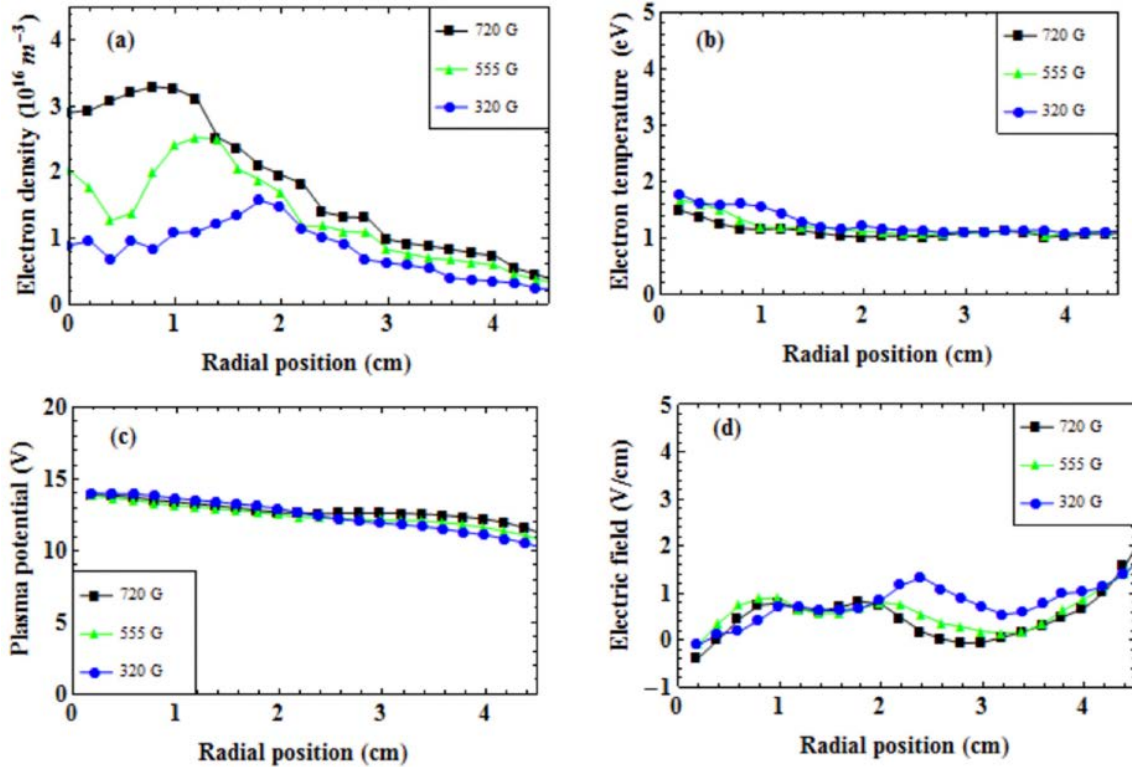 (a)
720 G
555 G
320 G
Electron density (10¹⁶ m⁻³)
4
3
2
1
0
0 1 2 3 4
Radial position (cm)
(b)
720 G
555 G
320 G
Electron temperature (eV)
5
4
3
2
1
0
0 1 2 3 4
Radial position (cm)
(c)
720 G
555 G
320 G
Plasma potential (V)
20
15
10
5
0
0 1 2 3 4
Radial position (cm)
(d)
720 G
555 G
320 G
Electric field (V/cm)
5
4
3
2
1
0
−1
0 1 2 3 4
Radial position (cm)